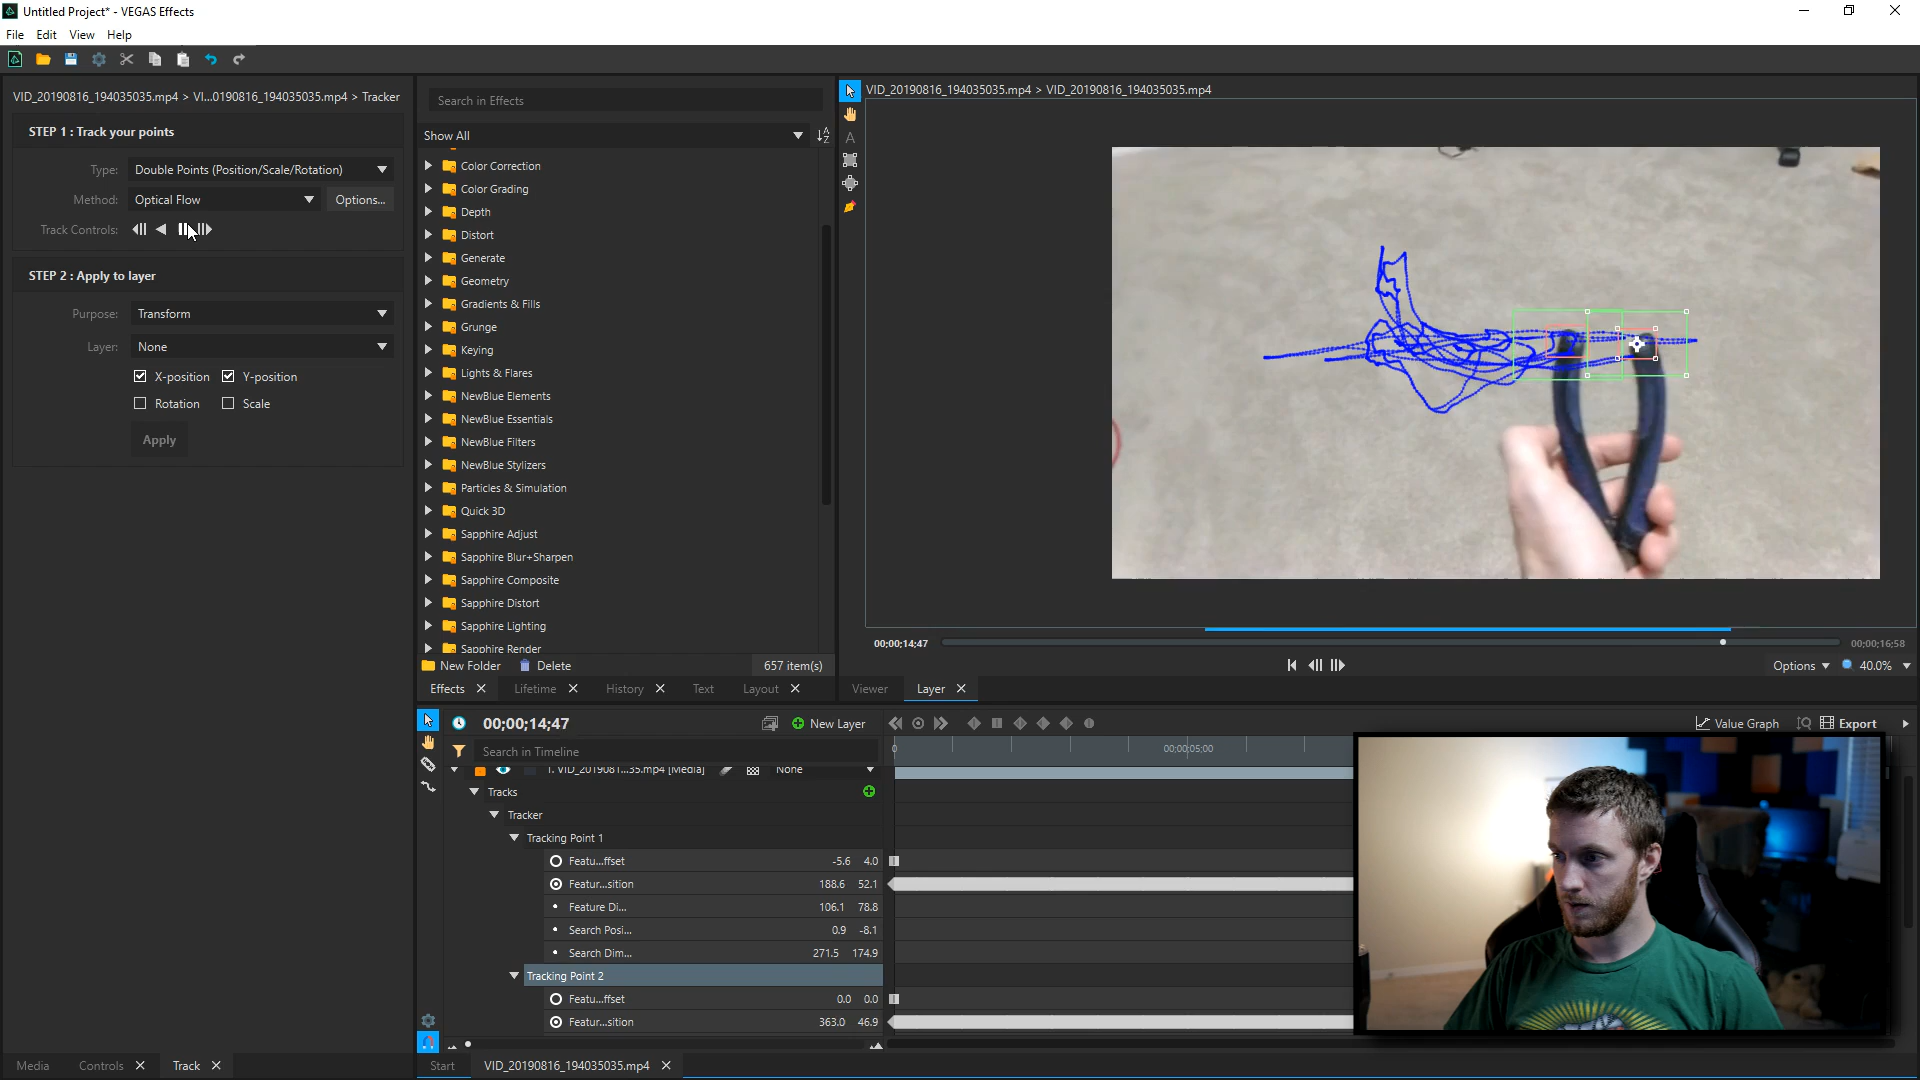 Untitled Project* - VEGAS Effects
File Edit View Help
VID_20190816_194035035.mp4 > VI...0190816_194035035.mp4 > Tracker
STEP 1 : Track your points
Type: Double Points (Position/Scale/Rotation)
Method: Optical Flow Options...
Track Controls:
STEP 2 : Apply to layer
Purpose: Transform
Layer: None
X-position Y-position
Rotation Scale
Apply
Media Controls Track
Search in Effects
Show All
Color Correction
Color Grading
Depth
Distort
Generate
Geometry
Gradients & Fills
Grunge
Keying
Lights & Flares
NewBlue Elements
NewBlue Essentials
NewBlue Filters
NewBlue Stylizers
Particles & Simulation
Quick 3D
Sapphire Adjust
Sapphire Blur+Sharpen
Sapphire Composite
Sapphire Distort
Sapphire Lighting
Sapphire Render
New Folder Delete 657 item(s)
Effects Lifetime History Text Layout
VID_20190816_194035035.mp4 > VID_20190816_194035035.mp4
00;00;14;47 00;00;16;58
Options 40.0%
Viewer Layer
00;00;14;47 New Layer Value Graph Export
Search in Timeline 0 00;00;05;00
1. VID_2019081...35.mp4 [Media] None
Tracks
Tracker
Tracking Point 1
Featu...ffset -5.6 4.0
Featur...sition 188.6 52.1
Feature Di... 106.1 78.8
Search Posi... 0.9 -8.1
Search Dim... 271.5 174.9
Tracking Point 2
Featu...ffset 0.0 0.0
Featur...sition 363.0 46.9
Start VID_20190816_194035035.mp4